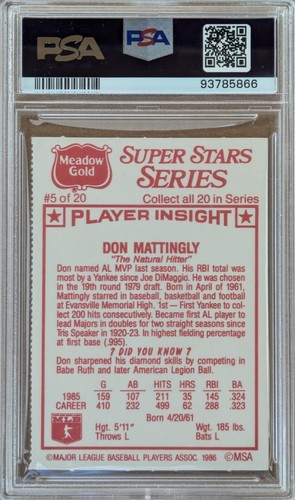 PSA
PSA
93785866
Meadow
Gold
SUPER STARS
SERIES
#5 of 20
Collect all 20 in Series
★ PLAYER INSIGHT ★
DON MATTINGLY
"The Natural Hitter"
Don named AL MVP last season. His RBI total was
most by a Yankee since Joe DiMaggio. He was chosen in
the 19th round 1979 draft. Born in April of 1961,
Mattingly starred in baseball, basketball and football
at Evansville Memorial High. 1st — First Yankee to collect
200 hits consecutively. Became first AL player to
lead Majors in doubles for two straight seasons since
Tris Speaker in 1920-23. In highest fielding percentage
at first base (.995).
? DID YOU KNOW ?
Don sharpened his diamond skills by competing in
Babe Ruth and later American Legion Ball.
G AB HITS HR RBI BA
1985 159 107 211 35 145 .324
CAREER 410 232 499 62 288 .323
Born 4/20/61
MLB
Hgt. 5'11" Wgt. 185 lbs.
Throws L Bats L
©MAJOR LEAGUE BASEBALL PLAYERS ASSOC. 1986 ©MSA